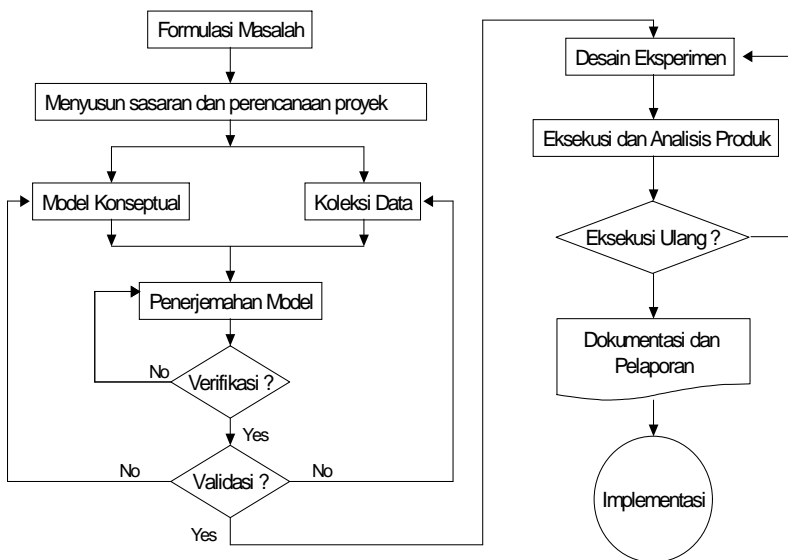 Formulasi Masalah
Menyusun sasaran dan perencanaan proyek
Model Konseptual
Koleksi Data
Penerjemahan Model
No
Verifikasi ?
Yes
No
Validasi ?
No
Yes
Desain Eksperimen
Eksekusi dan Analisis Produk
Eksekusi Ulang ?
Dokumentasi dan
Pelaporan
Implementasi